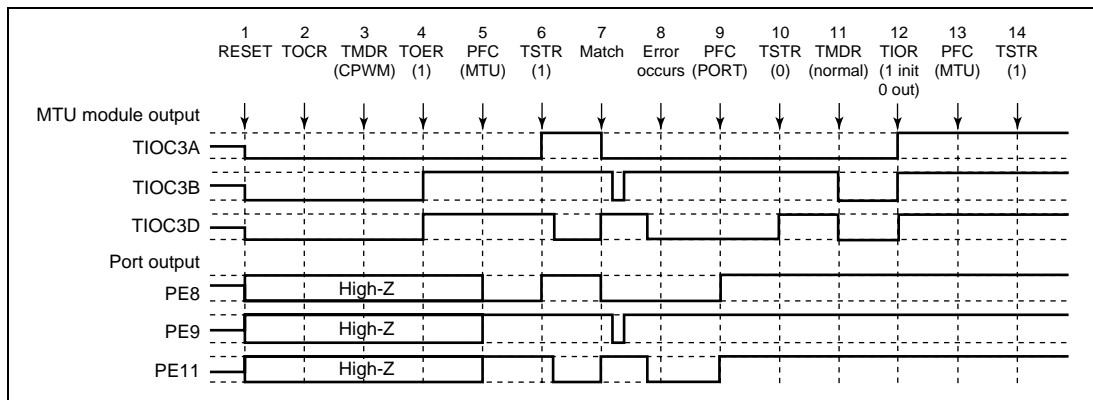 1 2 3 4 5 6 7 8 9 10 11 12 13 14
RESET TOCR TMDR TOER PFC TSTR Match Error PFC TSTR TMDR TIOR PFC TSTR
(CPWM) (1) (MTU) (1) occurs (PORT) (0) (normal) (1 init (MTU) (1)
0 out)
MTU module output
TIOC3A
TIOC3B
TIOC3D
Port output
PE8 High-Z
PE9 High-Z
PE11 High-Z